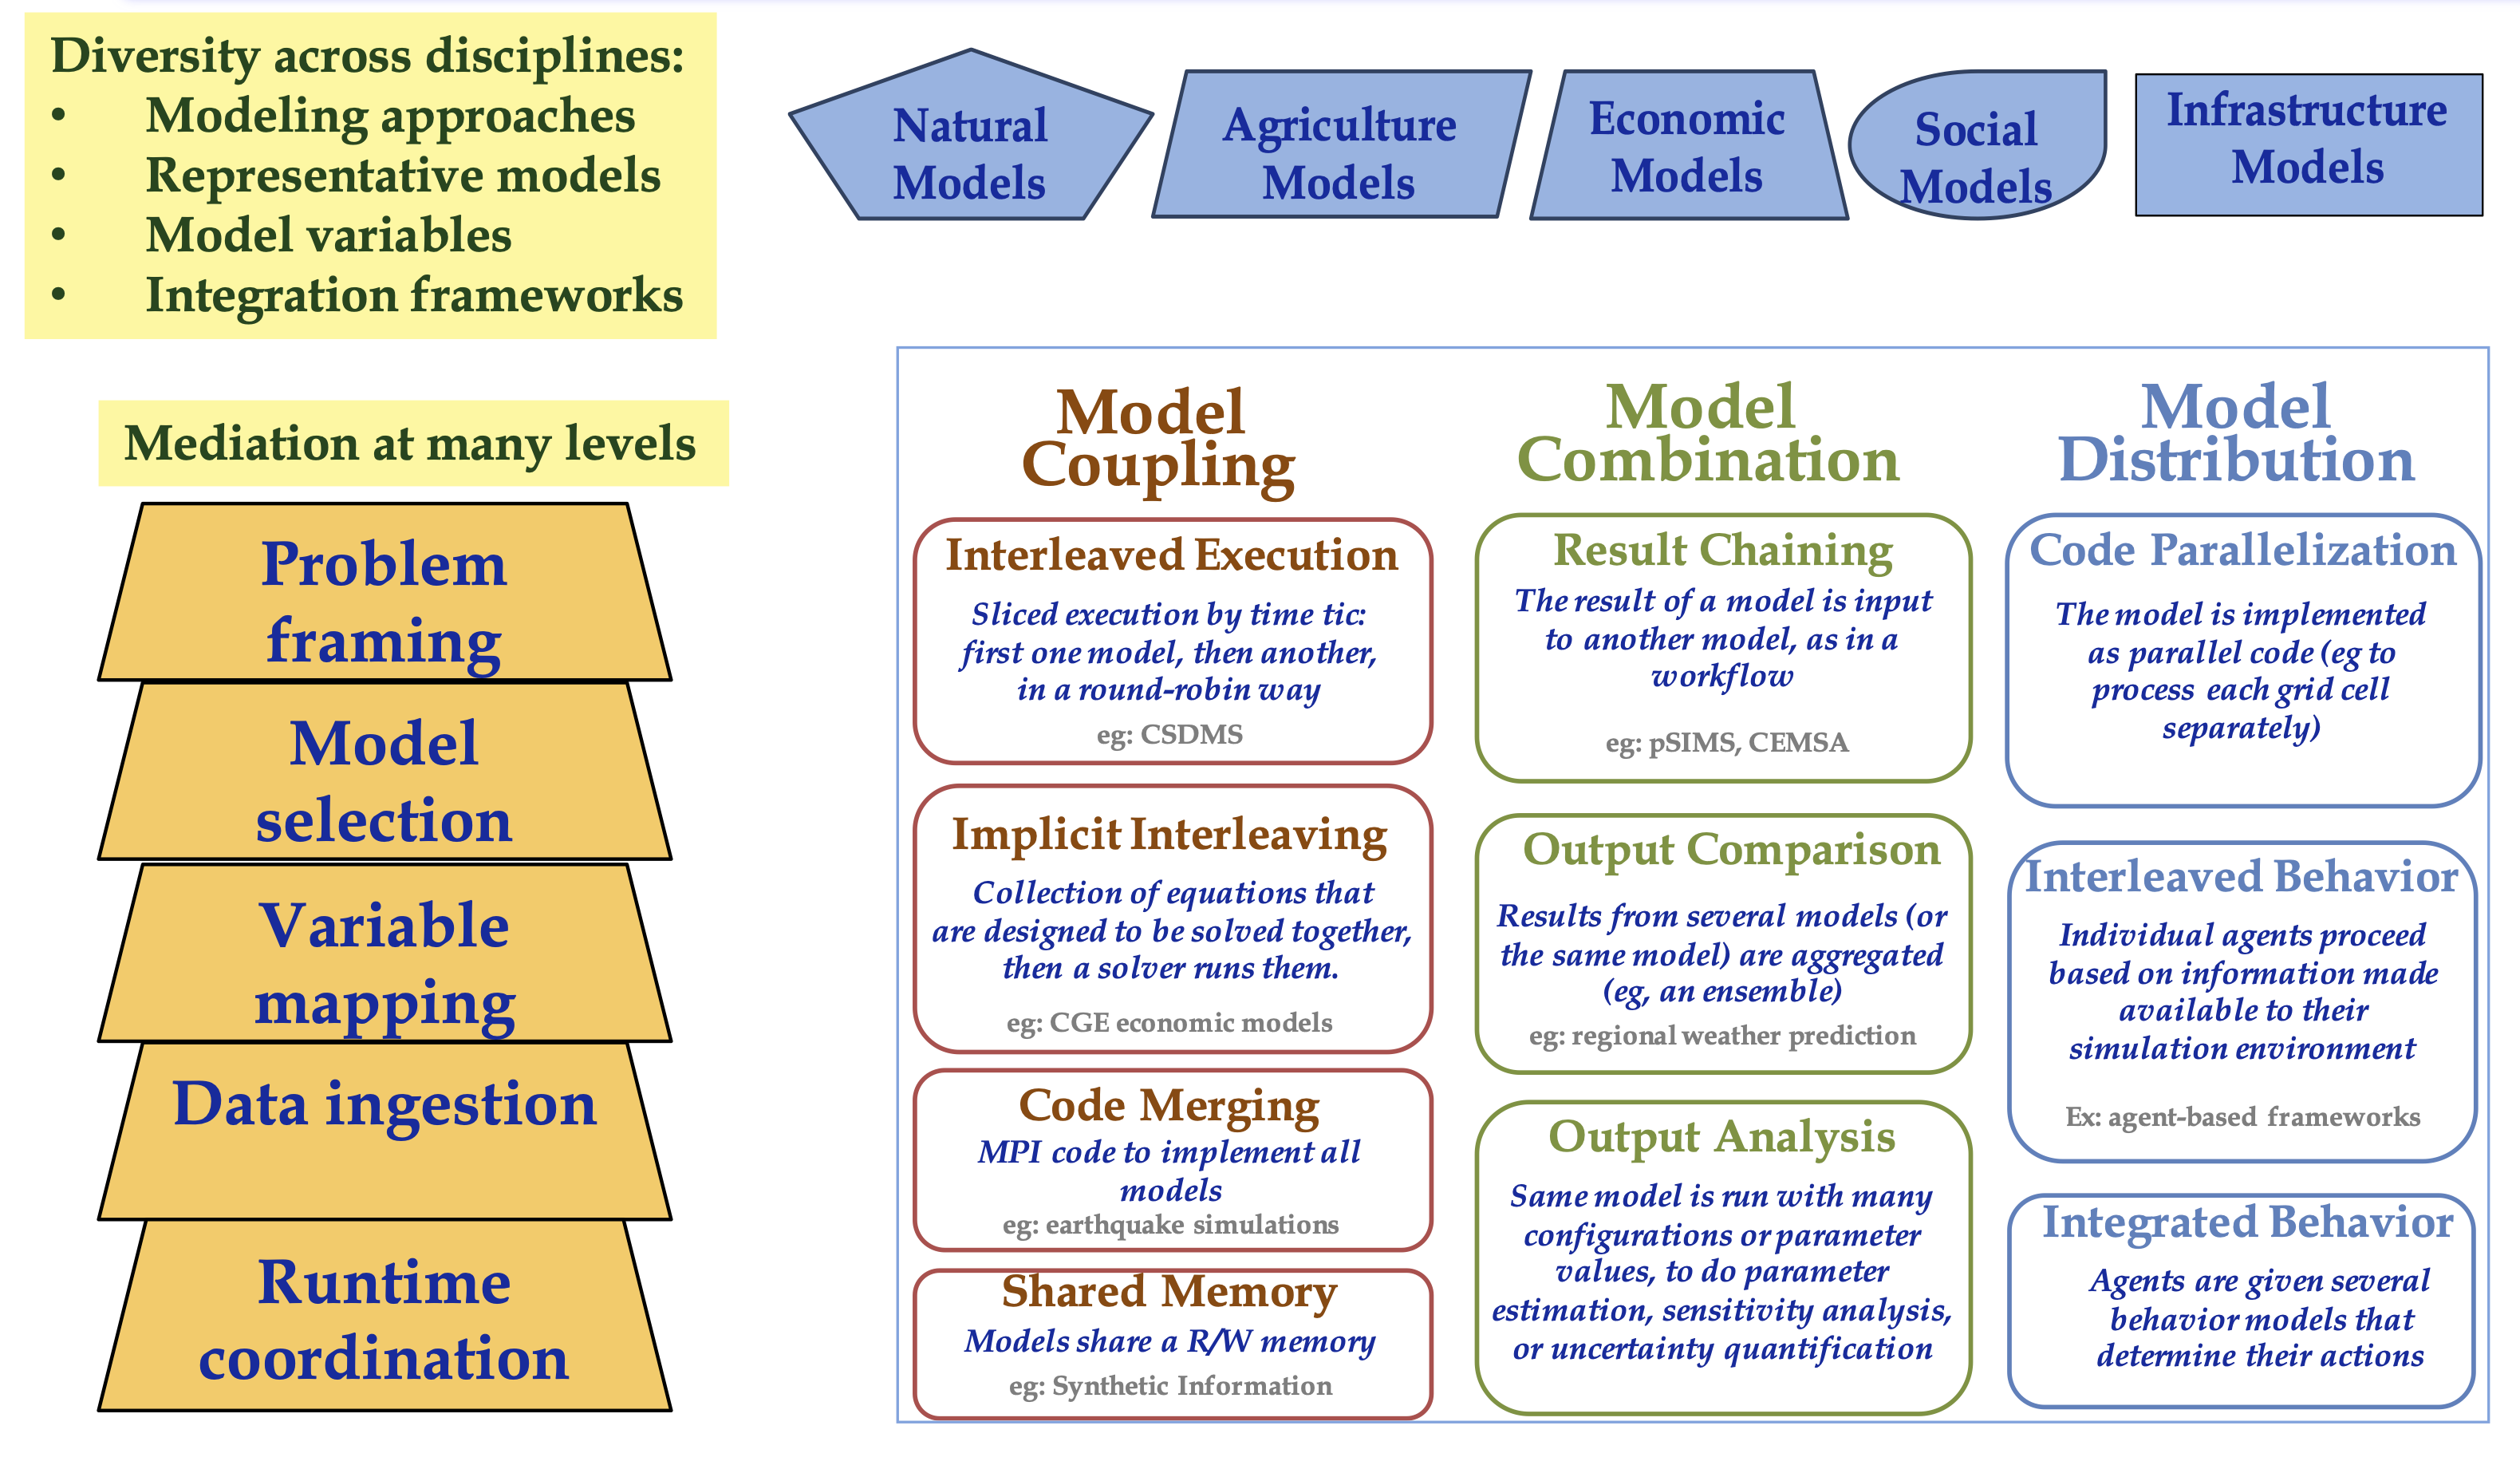 Diversity across disciplines:
• Modeling approaches
• Representative models
• Model variables
• Integration frameworks
Natural
Models
Agriculture
Models
Economic
Models
Social
Models
Infrastructure
Models
Mediation at many levels
Problem
framing
Model
selection
Variable
mapping
Data ingestion
Runtime
coordination
Model
Coupling
Interleaved Execution
Sliced execution by time tic:
first one model, then another,
in a round-robin way
eg: CSDMS
Implicit Interleaving
Collection of equations that
are designed to be solved together,
then a solver runs them.
eg: CGE economic models
Code Merging
MPI code to implement all
models
eg: earthquake simulations
Shared Memory
Models share a R/W memory
eg: Synthetic Information
Model
Combination
Result Chaining
The result of a model is input
to another model, as in a
workflow
eg: pSIMS, CEMSA
Output Comparison
Results from several models (or
the same model) are aggregated
(eg, an ensemble)
eg: regional weather prediction
Output Analysis
Same model is run with many
configurations or parameter
values, to do parameter
estimation, sensitivity analysis,
or uncertainty quantification
Model
Distribution
Code Parallelization
The model is implemented
as parallel code (eg to
process each grid cell
separately)
Interleaved Behavior
Individual agents proceed
based on information made
available to their
simulation environment
Ex: agent-based frameworks
Integrated Behavior
Agents are given several
behavior models that
determine their actions